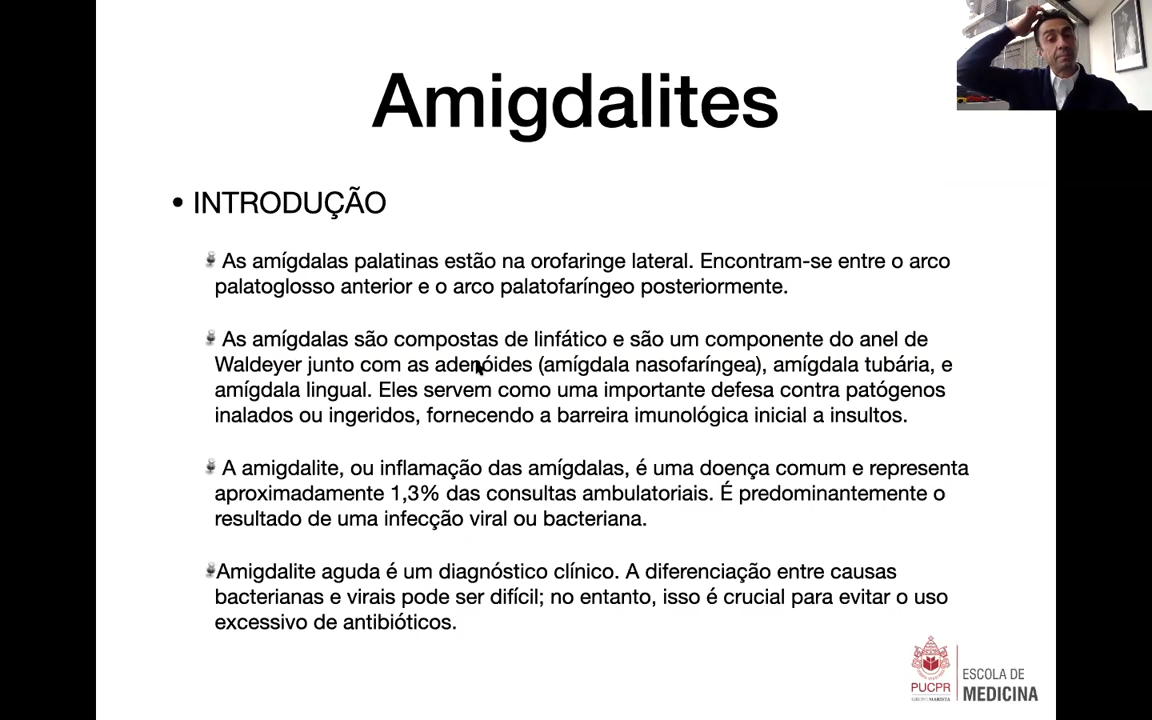 Amigdalites
• INTRODUÇÃO
As amígdalas palatinas estão na orofaringe lateral. Encontram-se entre o arco
palatoglosso anterior e o arco palatofaríngeo posteriormente.
As amígdalas são compostas de linfático e são um componente do anel de
Waldeyer junto com as adenóides (amígdala nasofaríngea), amígdala tubária, e
amígdala lingual. Eles servem como uma importante defesa contra patógenos
inalados ou ingeridos, fornecendo a barreira imunológica inicial a insultos.
A amigdalite, ou inflamação das amígdalas, é uma doença comum e representa
aproximadamente 1,3% das consultas ambulatoriais. É predominantemente o
resultado de uma infecção viral ou bacteriana.
Amigdalite aguda é um diagnóstico clínico. A diferenciação entre causas
bacterianas e virais pode ser difícil; no entanto, isso é crucial para evitar o uso
excessivo de antibióticos.
PUCPR
GRUPO MARISTA
ESCOLA DE
MEDICINA